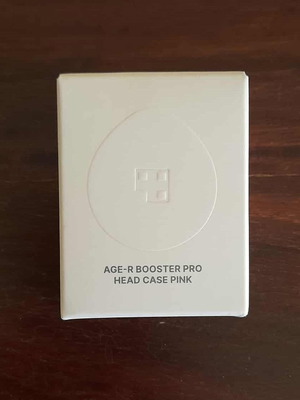 AGE-R BOOSTER PRO
HEAD CASE PINK